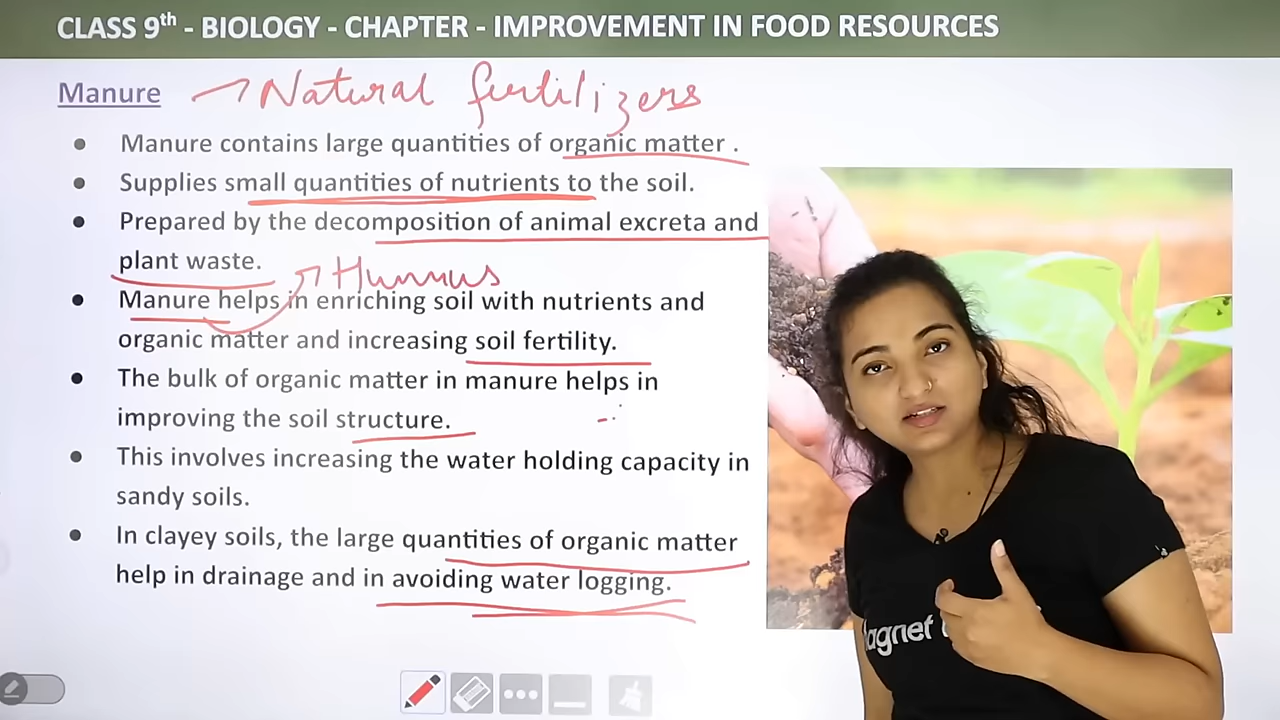 CLASS 9th - BIOLOGY - CHAPTER - IMPROVEMENT IN FOOD RESOURCES
Manure → Natural fertilizers
• Manure contains large quantities of organic matter .
• Supplies small quantities of nutrients to the soil.
• Prepared by the decomposition of animal excreta and
plant waste.
Humus
• Manure helps in enriching soil with nutrients and
organic matter and increasing soil fertility.
• The bulk of organic matter in manure helps in
improving the soil structure.
• This involves increasing the water holding capacity in
sandy soils.
• In clayey soils, the large quantities of organic matter
help in drainage and in avoiding water logging.
agnet